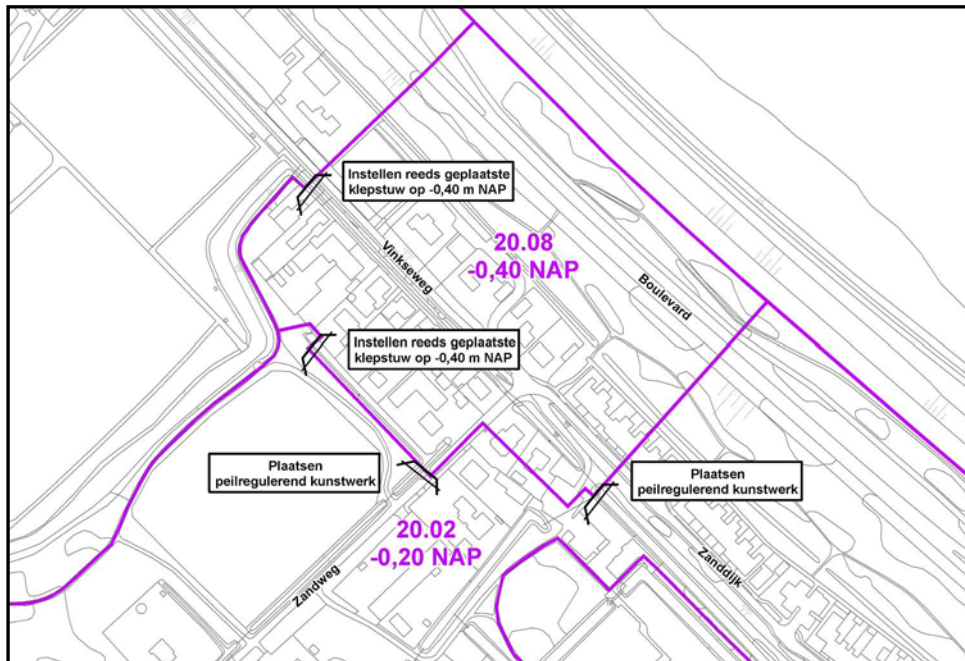 Instellen reeds geplaatste
klepstuw op -0,40 m NAP
20.08
-0,40 NAP
Vinkseweg
Boulevard
Instellen reeds geplaatste
klepstuw op -0,40 m NAP
Plaatsen
peilregulerend kunstwerk
Plaatsen
peilregulerend kunstwerk
20.02
-0,20 NAP
Zandweg
Zanddijk